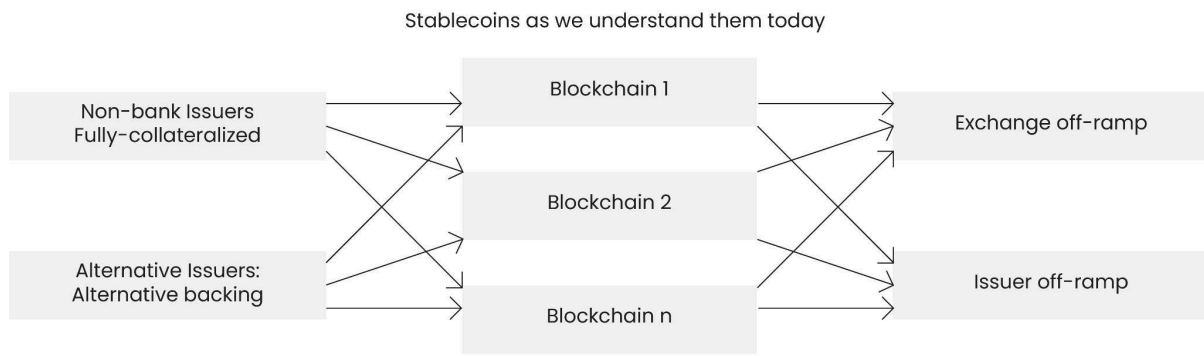 Stablecoins as we understand them today
Non-bank Issuers
Fully-collateralized
Alternative Issuers:
Alternative backing
Blockchain 1
Blockchain 2
Blockchain n
Exchange off-ramp
Issuer off-ramp